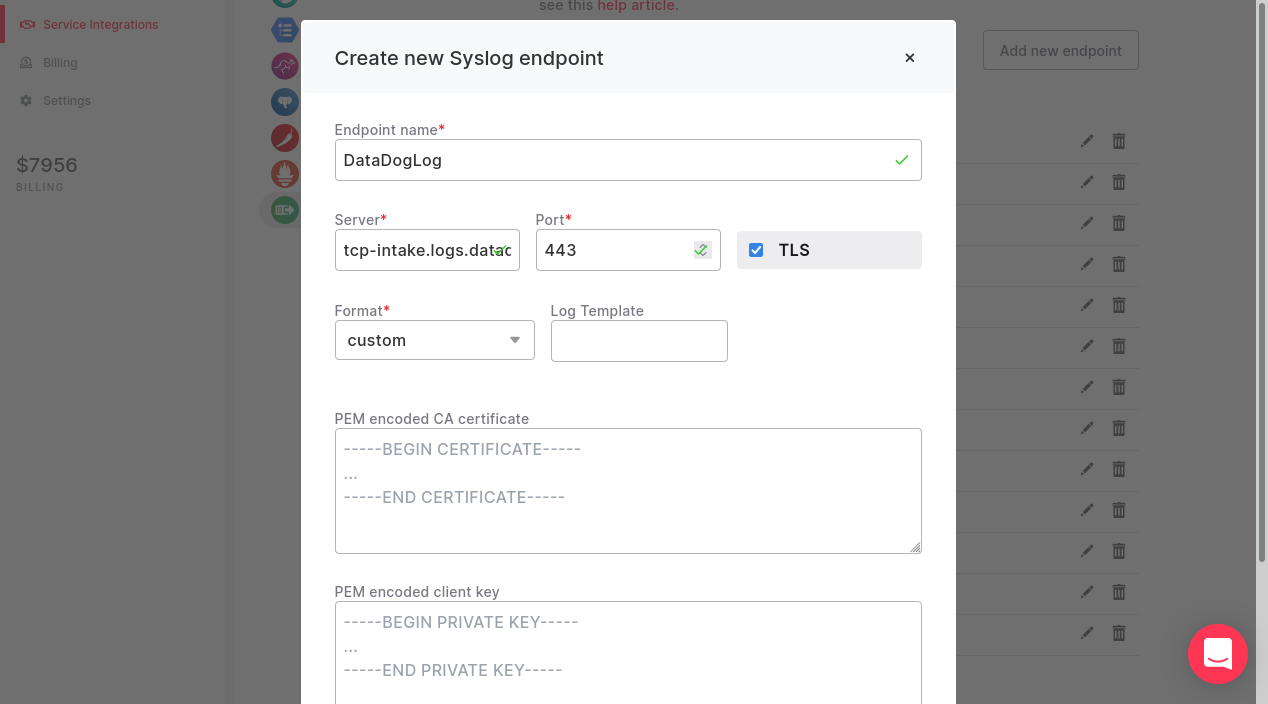 see this help article.
Service Integrations
Billing
Settings
$7956
BILLING
Add new endpoint
Create new Syslog endpoint
Endpoint name*
DataDogLog
Server*
Port*
tcp-intake.logs.datad
443
TLS
Format*
Log Template
custom
PEM encoded CA certificate
-----BEGIN CERTIFICATE-----
...
-----END CERTIFICATE-----
PEM encoded client key
-----BEGIN PRIVATE KEY-----
...
-----END PRIVATE KEY-----